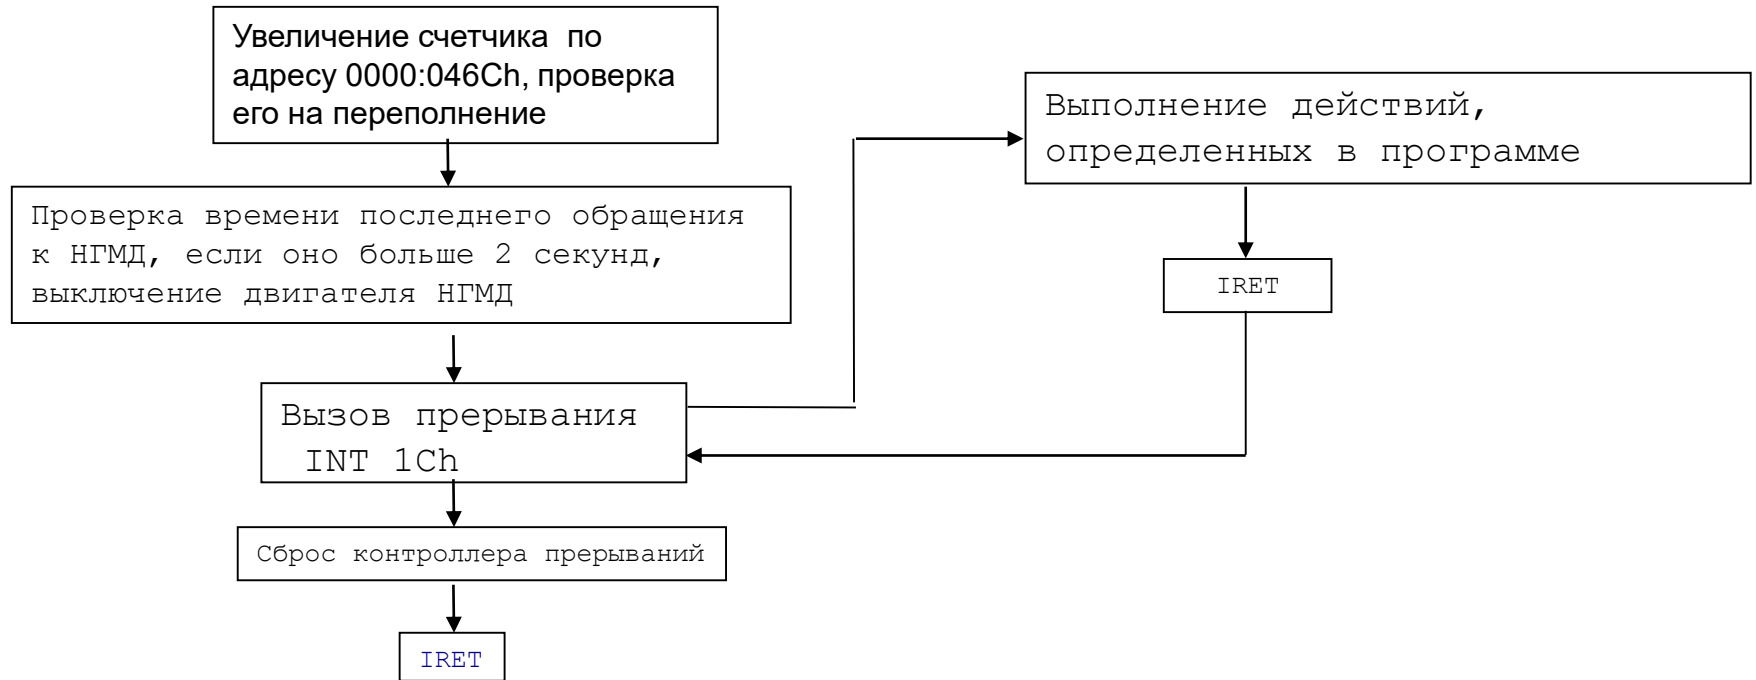 Увеличение счетчика по
адресу 0000:046Ch, проверка
его на переполнение
Проверка времени последнего обращения
к НГМД, если оно больше 2 секунд,
выключение двигателя НГМД
Вызов прерывания
INT 1Ch
Сброс контроллера прерываний
IRET
Выполнение действий,
определенных в программе
IRET